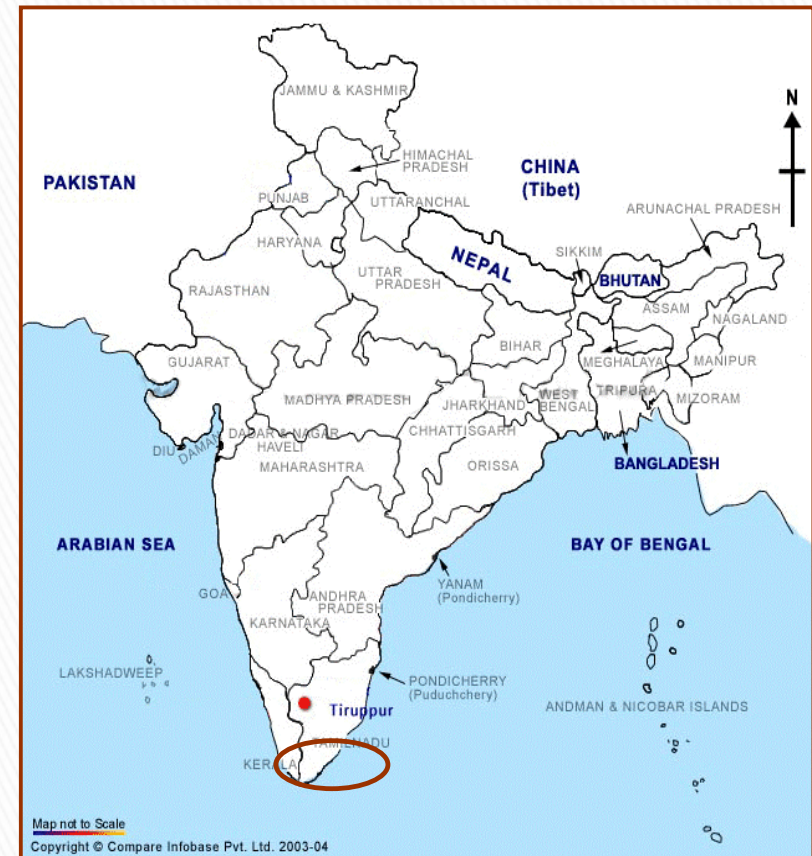 JAMMU & KASHMIR
N
HIMACHAL
PRADESH
CHINA
(Tibet)
PAKISTAN
PUNJAB
UTTARANCHAL
ARUNACHAL PRADESH
HARYANA
NEPAL
SIKKIM
BHUTAN
RAJASTHAN
UTTAR
PRADESH
ASSAM
NAGALAND
BIHAR
GUJARAT
MEGHALAYA
MANIPUR
MADHYA PRADESH
JHARKHAND
WEST
BENGAL
TRIPURA
MIZORAM
DIU
DAMAN
DADAR & NAGAR
HAVELI
CHHATTISGARH
MAHARASHTRA
ORISSA
BANGLADESH
ARABIAN SEA
BAY OF BENGAL
GOA
ANDHRA
PRADESH
YANAM
(Pondicherry)
KARNATAKA
LAKSHADWEEP
PONDICHERRY
(Puduchchery)
Tiruppur
ANDMAN & NICOBAR ISLANDS
TAMILNADU
KERALA
Map not to Scale
Copyright © Compare Infobase Pvt. Ltd. 2003-04